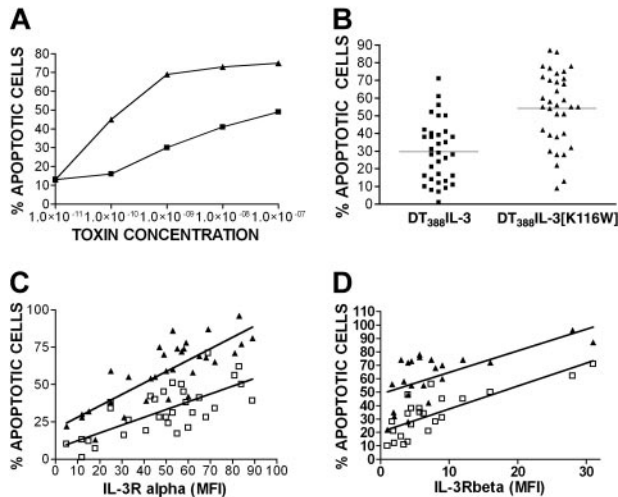 A
% APOPTOTIC CELLS
80
70
60
50
40
30
20
10
0
1.0×10⁻¹¹ 1.0×10⁻¹⁰ 1.0×10⁻⁰⁹ 1.0×10⁻⁰⁸ 1.0×10⁻⁰⁷
TOXIN CONCENTRATION
B
% APOPTOTIC CELLS
100
90
80
70
60
50
40
30
20
10
0
DT₃₈₈IL-3 DT₃₈₈IL-3[K116W]
C
% APOPTOTIC CELLS
100
75
50
25
0
0 10 20 30 40 50 60 70 80 90 100
IL-3R alpha (MFI)
D
% APOPTOTIC CELLS
110
100
90
80
70
60
50
40
30
20
10
0
0 10 20 30
IL-3Rbeta (MFI)